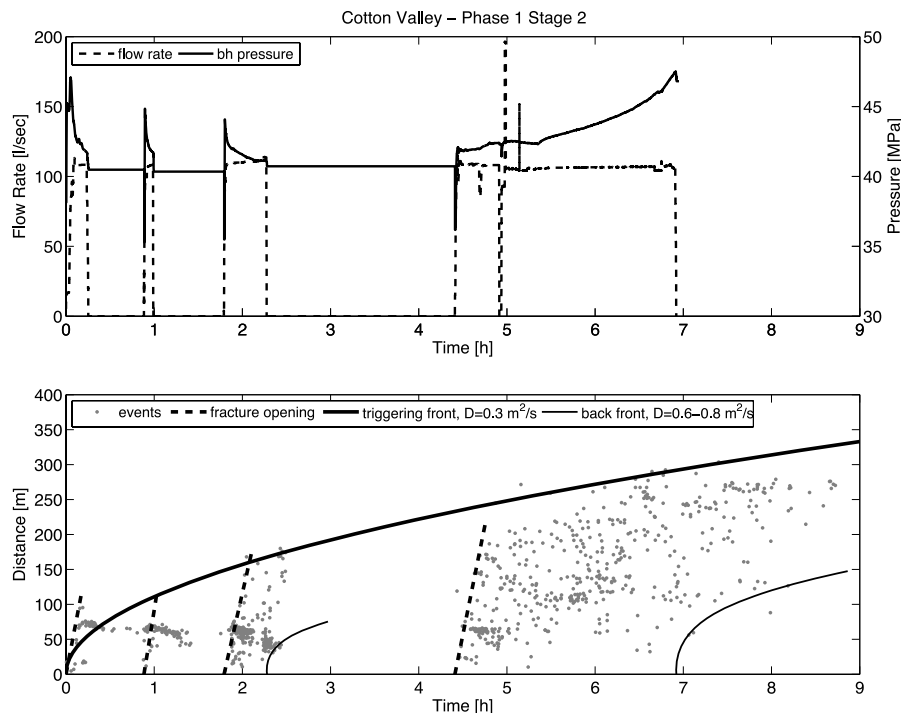 Cotton Valley – Phase 1 Stage 2
flow rate
bh pressure
Flow Rate [l/sec]
200
150
100
50
0
Pressure [MPa]
50
45
40
35
30
0 1 2 3 4 5 6 7 8 9
Time [h]
events
fracture opening
triggering front, D=0.3 m²/s
back front, D=0.6–0.8 m²/s
Distance [m]
400
350
300
250
200
150
100
50
0
0 1 2 3 4 5 6 7 8 9
Time [h]